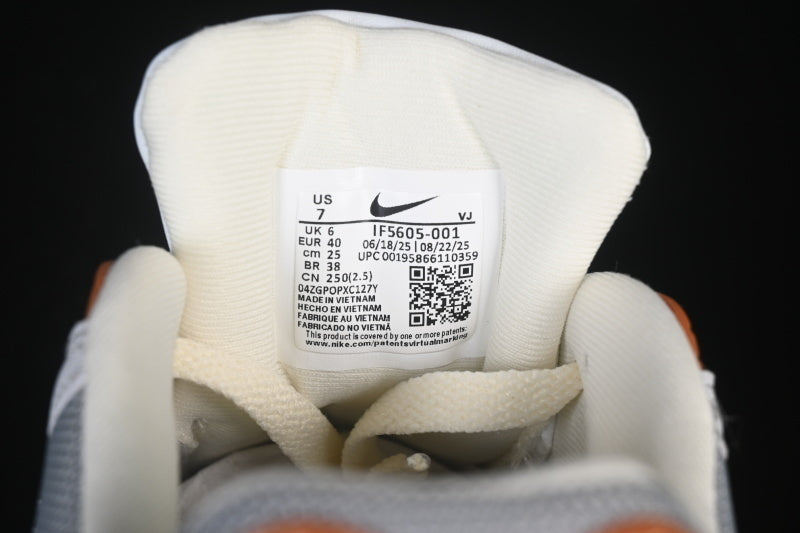 US
7
VJ
UK 6
IF5605-001
EUR 40
06/18/25 | 08/22/25
cm 25
UPC 00195866110359
BR 38
CN 250(2.5)
04ZGPOPXC127Y
MADE IN VIETNAM
HECHO EN VIETNAM
FABRIQUE AU VIETNAM
FABRICADO NO VIETNÃ
This product is covered by one or more patents:
www.nike.com/patentsvirtualmarking